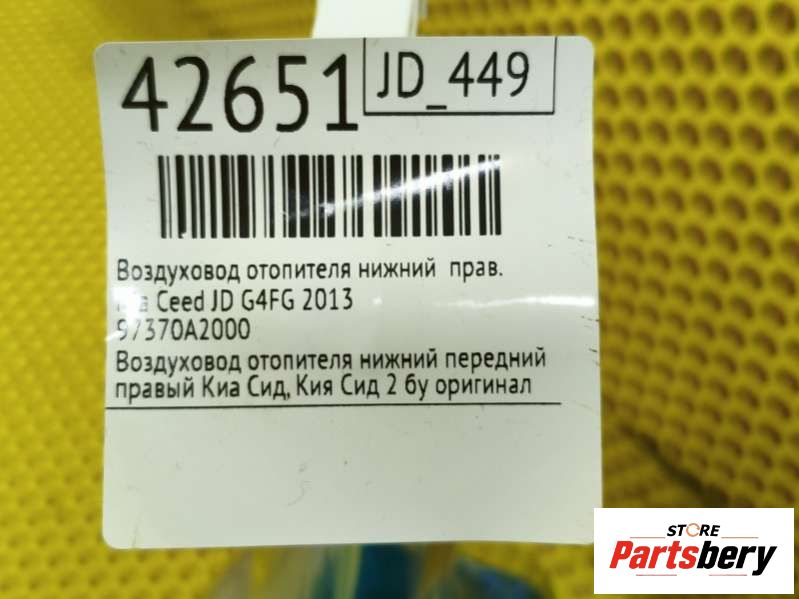 42651
JD_449
Воздуховод отопителя нижний прав.
Ceed JD G4FG 2013
97370A2000
Воздуховод отопителя нижний передний
правый Киа Сид, Кия Сид 2 бу оригинал
STORE
Partsbery